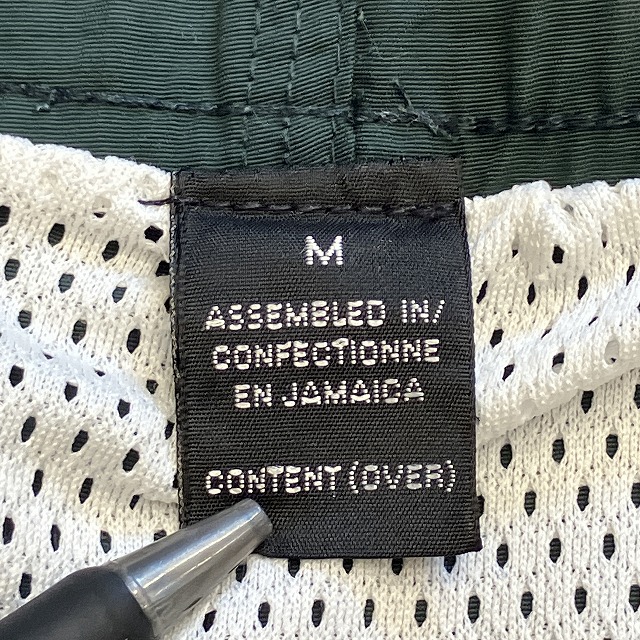 M
ASSEMBLED IN/
CONFECTIONNE
EN JAMAICA
CONTENT (OVER)